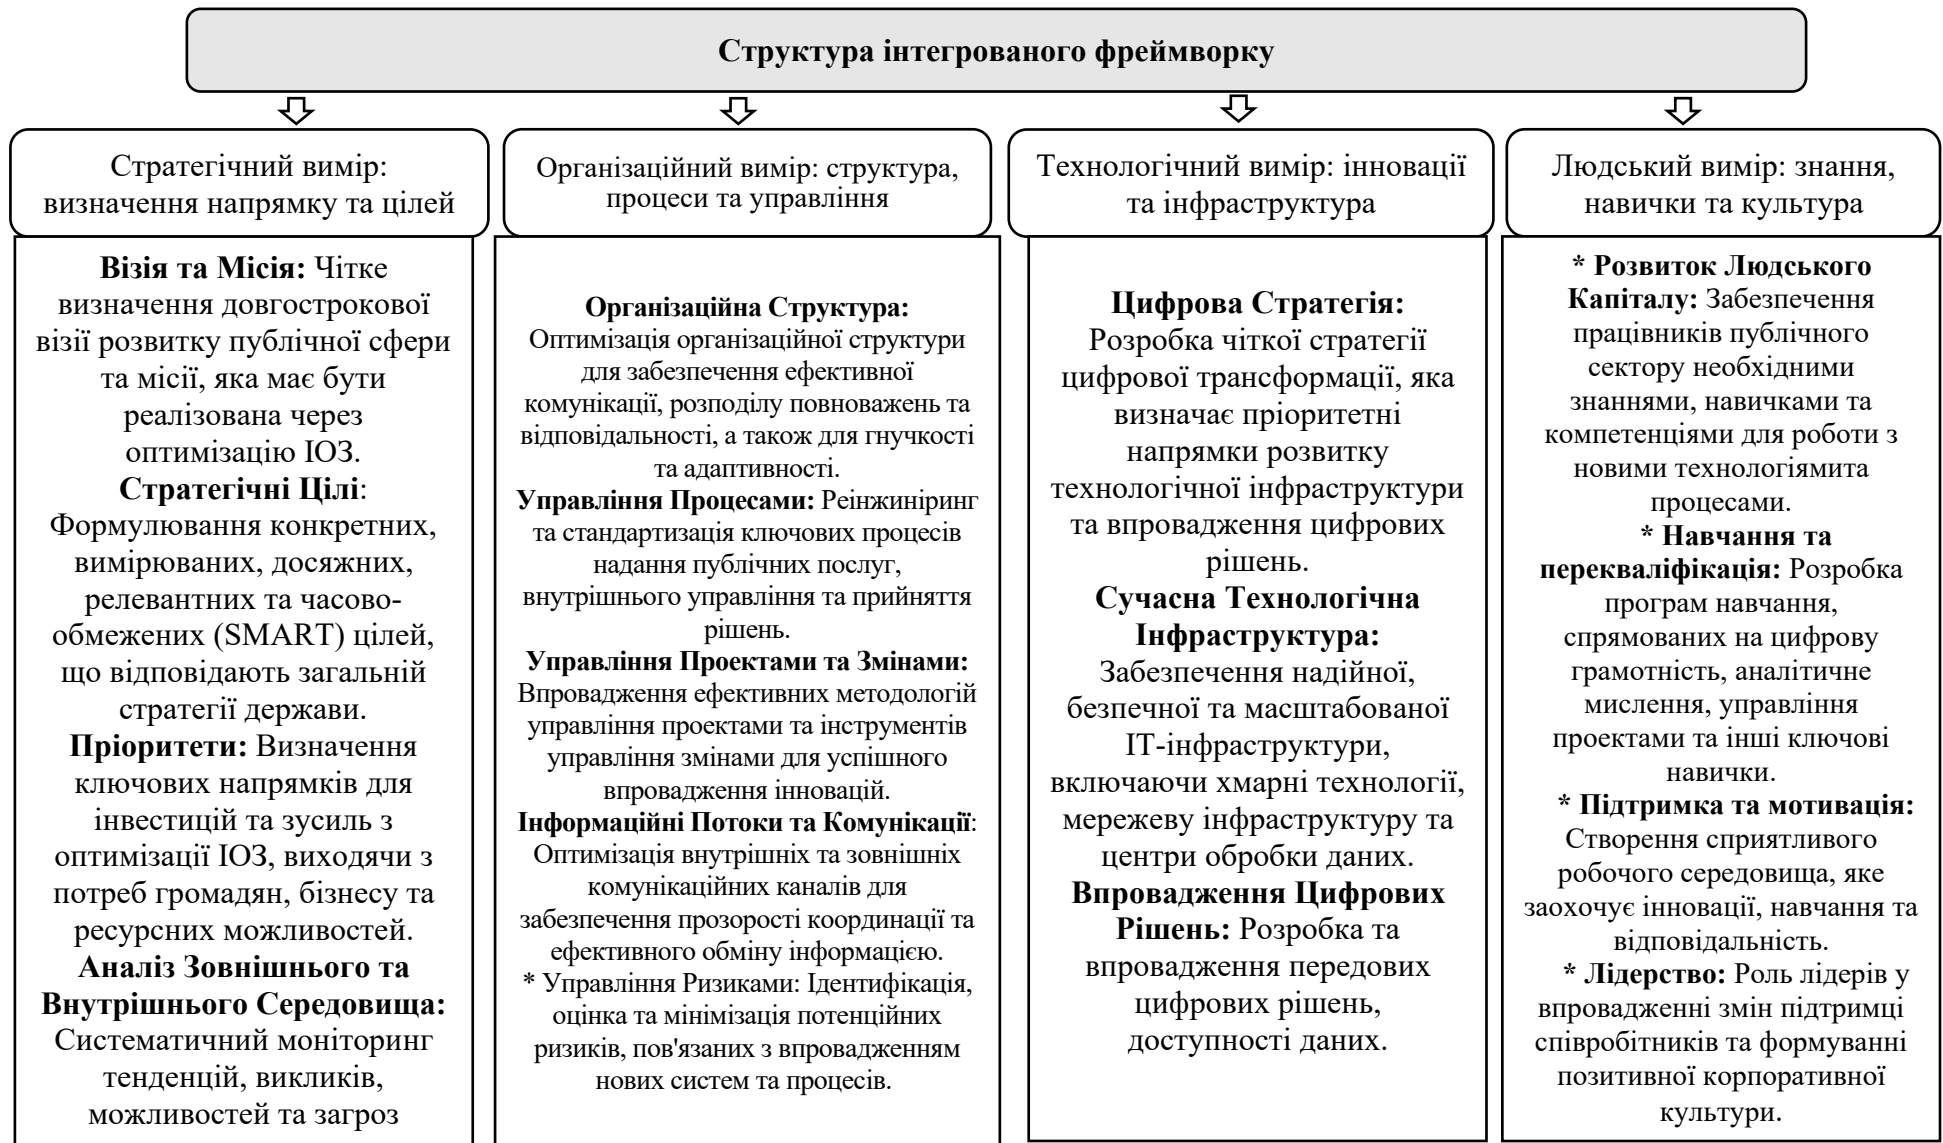 Структура інтегрованого фреймворку
Стратегічний вимір:
визначення напрямку та цілей
Візія та Місія: Чітке
визначення довгострокової
візії розвитку публічної сфери
та місії, яка має бути
реалізована через
оптимізацію ІОЗ.
Стратегічні Цілі:
Формулювання конкретних,
вимірюваних, досяжних,
релевантних та часово-
обмежених (SMART) цілей,
що відповідають загальній
стратегії держави.
Пріоритети: Визначення
ключових напрямків для
інвестицій та зусиль з
оптимізації ІОЗ, виходячи з
потреб громадян, бізнесу та
ресурсних можливостей.
Аналіз Зовнішнього та
Внутрішнього Середовища:
Систематичний моніторинг
тенденцій, викликів,
можливостей та загроз
Організаційний вимір: структура,
процеси та управління
Організаційна Структура:
Оптимізація організаційної структури
для забезпечення ефективної
комунікації, розподілу повноважень та
відповідальності, а також для гнучкості
та адаптивності.
Управління Процесами: Реінжиніринг
та стандартизація ключових процесів
надання публічних послуг,
внутрішнього управління та прийняття
рішень.
Управління Проектами та Змінами:
Впровадження ефективних методологій
управління проектами та інструментів
управління змінами для успішного
впровадження інновацій.
Інформаційні Потоки та Комунікації:
Оптимізація внутрішніх та зовнішніх
комунікаційних каналів для
забезпечення прозорості координації та
ефективного обміну інформацією.
* Управління Ризиками: Ідентифікація,
оцінка та мінімізація потенційних
ризиків, пов'язаних з впровадженням
нових систем та процесів.
Технологічний вимір: інновації
та інфраструктура
Цифрова Стратегія:
Розробка чіткої стратегії
цифрової трансформації, яка
визначає пріоритетні
напрямки розвитку
технологічної інфраструктури
та впровадження цифрових
рішень.
Сучасна Технологічна
Інфраструктура:
Забезпечення надійної,
безпечної та масштабованої
ІТ-інфраструктури,
включаючи хмарні технології,
мережеву інфраструктуру та
центри обробки даних.
Впровадження Цифрових
Рішень: Розробка та
впровадження передових
цифрових рішень,
доступності даних.
Людський вимір: знання,
навички та культура
* Розвиток Людського
Капіталу: Забезпечення
працівників публічного
сектору необхідними
знаннями, навичками та
компетенціями для роботи з
новими технологіямита
процесами.
* Навчання та
перекваліфікація: Розробка
програм навчання,
спрямованих на цифрову
грамотність, аналітичне
мислення, управління
проектами та інші ключові
навички.
* Підтримка та мотивація:
Створення сприятливого
робочого середовища, яке
заохочує інновації, навчання та
відповідальність.
* Лідерство: Роль лідерів у
впровадженні змін підтримці
співробітників та формуванні
позитивної корпоративної
культури.